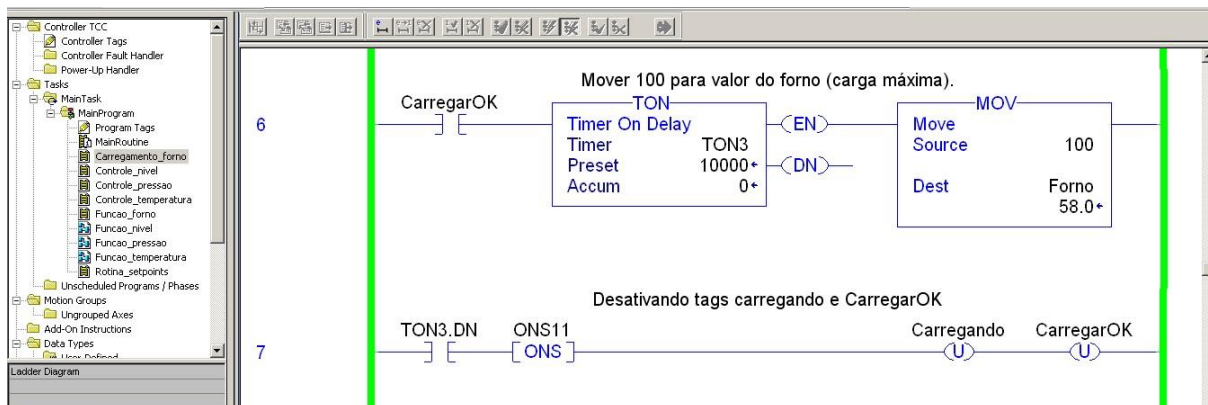 Controller TCC
Controller Tags
Controller Fault Handler
Power-Up Handler
Tasks
MainTask
MainProgram
Program Tags
MainRoutine
Carregamento_forno
Controle_nivel
Controle_pressao
Controle_temperatura
Funcao_forno
Funcao_nivel
Funcao_pressao
Funcao_temperatura
Rotina_setpoints
Unscheduled Programs / Phases
Motion Groups
Ungrouped Axes
Add-On Instructions
Data Types
User-Defined
Ladder Diagram
Mover 100 para valor do forno (carga máxima).
6
CarregarOK
TON
Timer On Delay
Timer TON3
Preset 10000
Accum 0
EN
DN
MOV
Move
Source 100
Dest Forno
58.0
Desativando tags carregando e CarregarOK
7
TON3.DN
ONS11
ONS
Carregando
U
CarregarOK
U